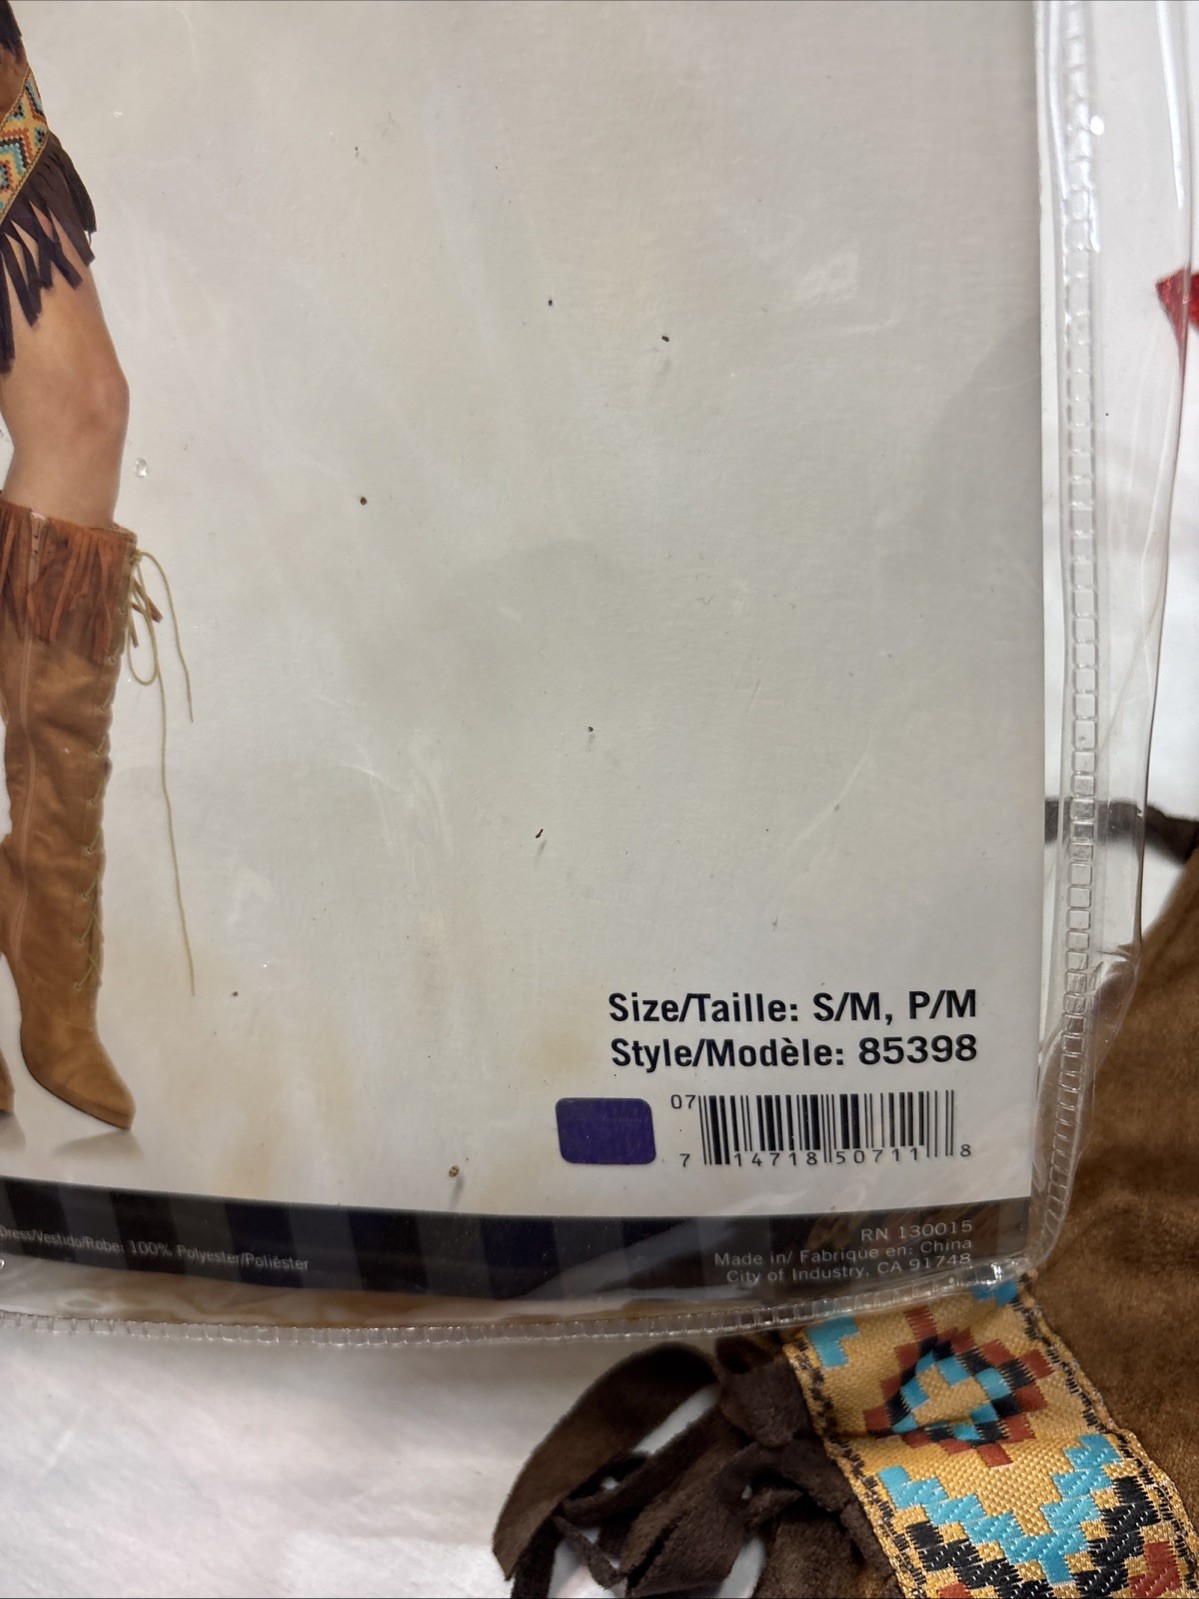 Size/Taille: S/M, P/M
Style/Modèle: 85398
07
7 14718 50711 8
Dress/Vestido/Robe: 100% Polyester/Poliéster
RN 130015
Made in/ Fabrique en: China
City of Industry, CA 91748